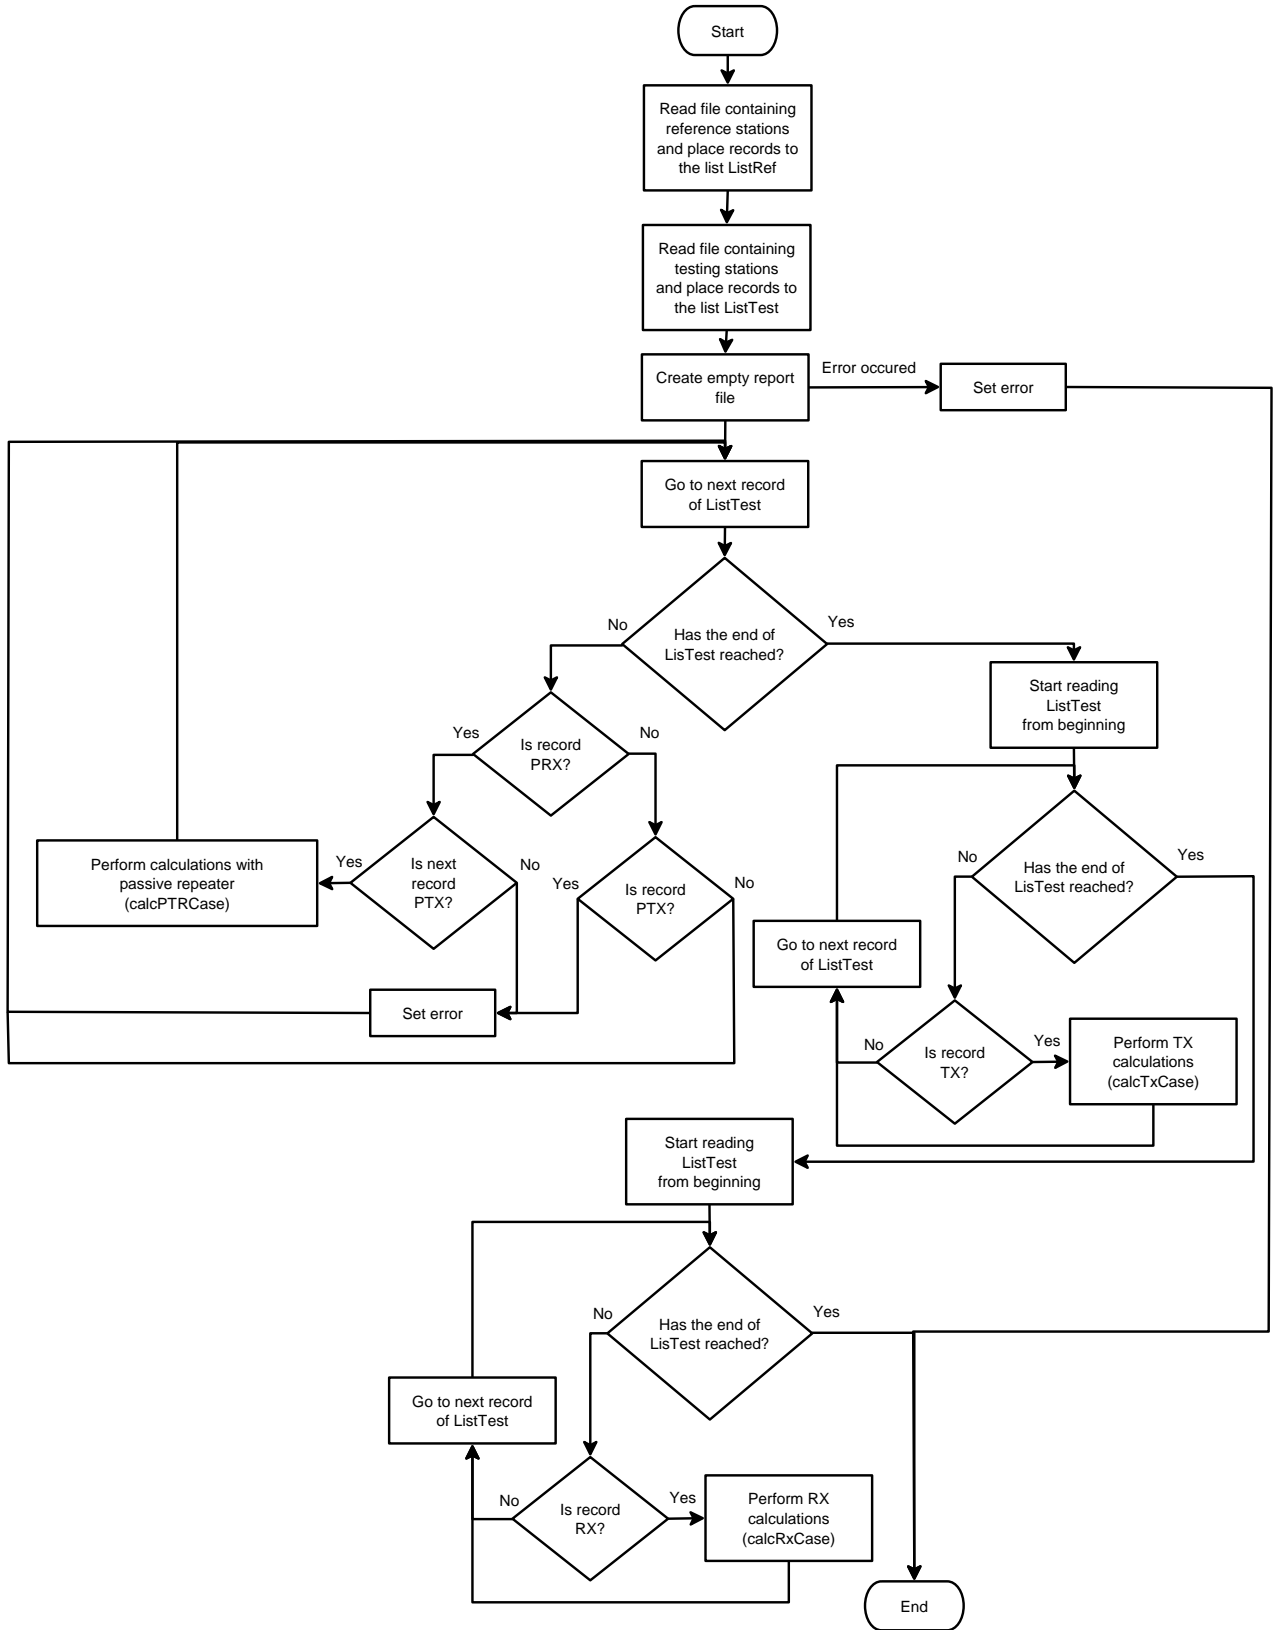 Start
Read file containing
reference stations
and place records to
the list ListRef
Read file containing
testing stations
and place records to
the list ListTest
Create empty report
file
Error occured
Set error
Go to next record
of ListTest
Has the end of
LisTest reached?
No
Yes
Start reading
ListTest
from beginning
Is record
PRX?
Yes
No
Perform calculations with
passive repeater
(calcPTRCase)
Yes
Is next
record
PTX?
No
Yes
Is record
PTX?
No
Set error
Has the end of
LisTest reached?
No
Yes
Go to next record
of ListTest
No
Is record
TX?
Yes
Perform TX
calculations
(calcTxCase)
Start reading
ListTest
from beginning
No
Has the end of
LisTest reached?
Yes
Go to next record
of ListTest
No
Is record
RX?
Yes
Perform RX
calculations
(calcRxCase)
End